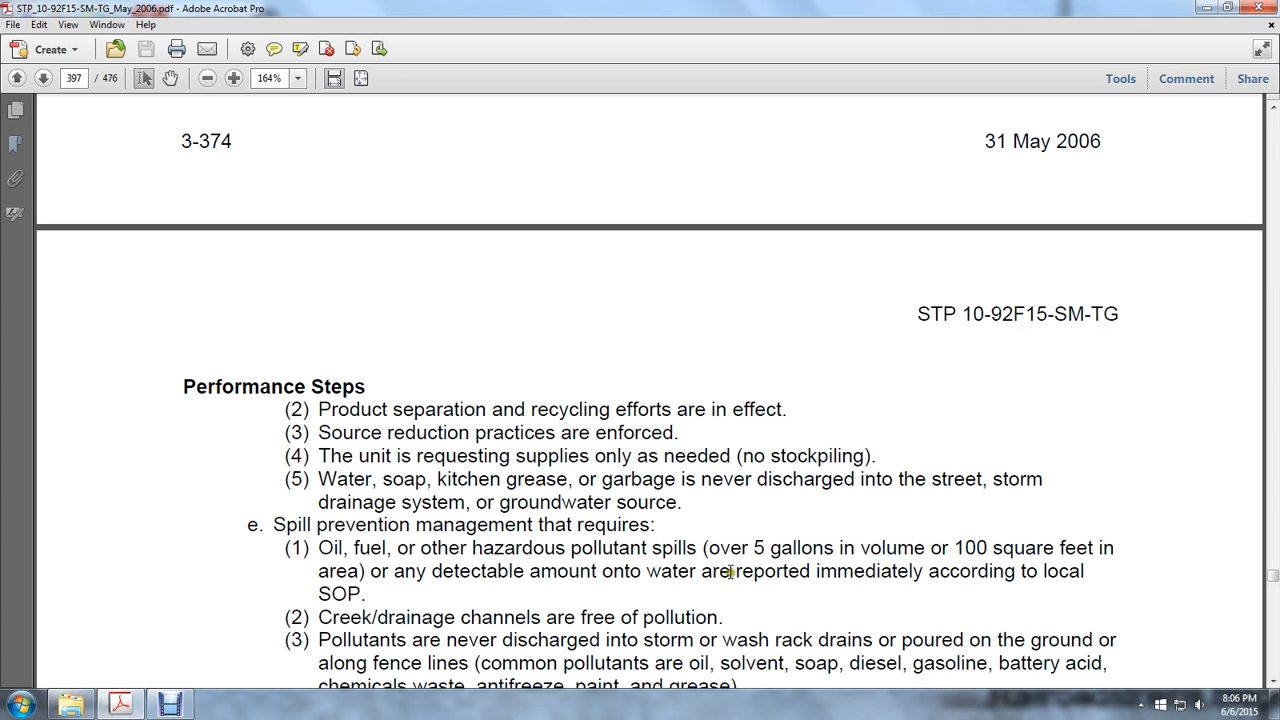 STP_10-92F15-SM-TG_May_2006.pdf - Adobe Acrobat Pro
File Edit View Window Help
Create
397 / 476 164% Tools Comment Share
3-374 31 May 2006
STP 10-92F15-SM-TG
Performance Steps
(2) Product separation and recycling efforts are in effect.
(3) Source reduction practices are enforced.
(4) The unit is requesting supplies only as needed (no stockpiling).
(5) Water, soap, kitchen grease, or garbage is never discharged into the street, storm
drainage system, or groundwater source.
e. Spill prevention management that requires:
(1) Oil, fuel, or other hazardous pollutant spills (over 5 gallons in volume or 100 square feet in
area) or any detectable amount onto water are reported immediately according to local
SOP.
(2) Creek/drainage channels are free of pollution.
(3) Pollutants are never discharged into storm or wash rack drains or poured on the ground or
along fence lines (common pollutants are oil, solvent, soap, diesel, gasoline, battery acid,
chemicals waste, antifreeze, paint, and grease)
8:06 PM
6/6/2015